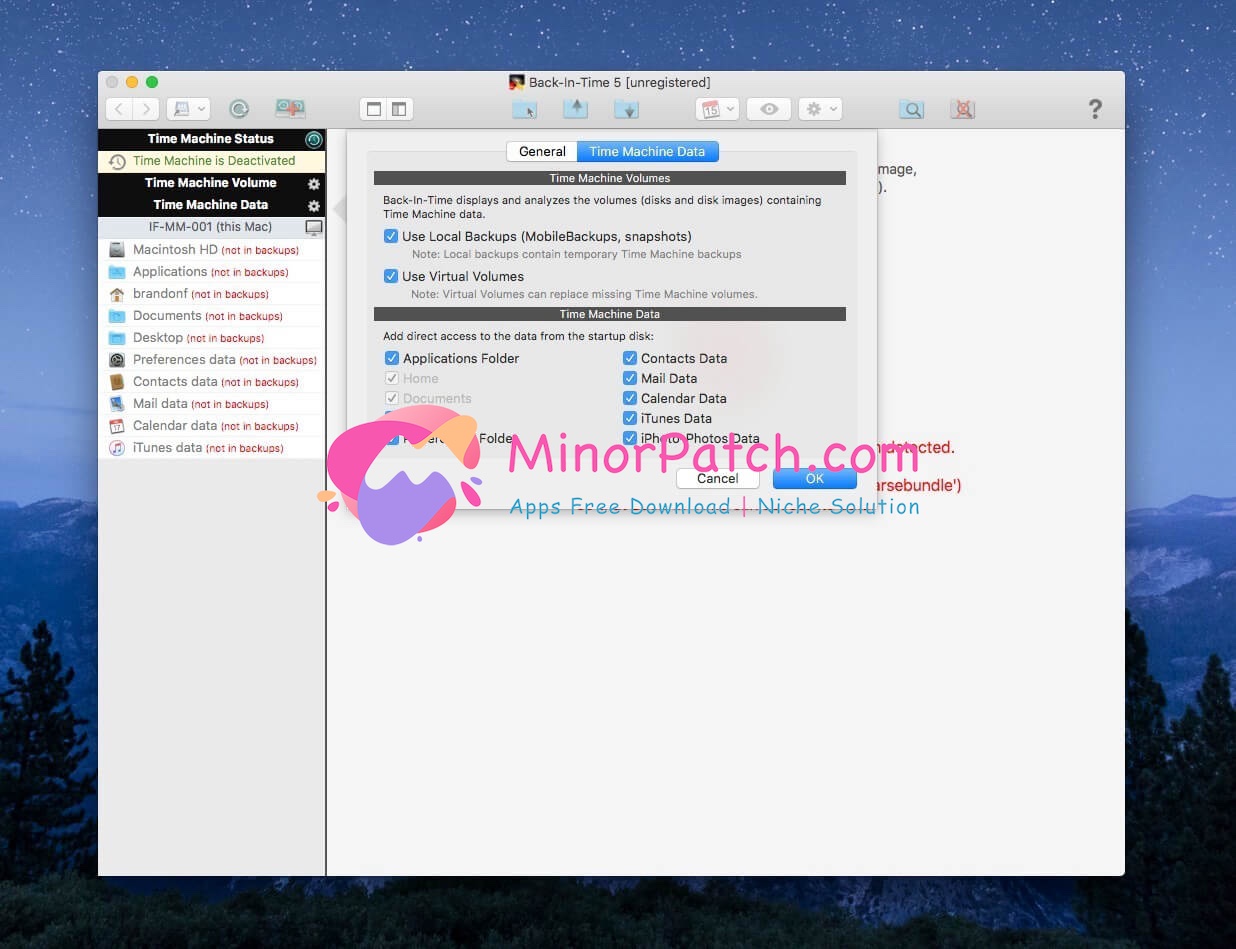 Back-In-Time 5 [unregistered]
15
?
Time Machine Status
Time Machine is Deactivated
Time Machine Volume
Time Machine Data
IF-MM-001 (this Mac)
Macintosh HD (not in backups)
Applications (not in backups)
brandonf (not in backups)
Documents (not in backups)
Desktop (not in backups)
Preferences data (not in backups)
Contacts data (not in backups)
Mail data (not in backups)
17
Calendar data (not in backups)
iTunes data (not in backups)
General
Time Machine Data
Time Machine Volumes
Back-In-Time displays and analyzes the volumes (disks and disk images) containing
Time Machine data.
Use Local Backups (MobileBackups, snapshots)
Note: Local backups contain temporary Time Machine backups
Use Virtual Volumes
Note: Virtual Volumes can replace missing Time Machine volumes.
Time Machine Data
Add direct access to the data from the startup disk:
Applications Folder
Home
Documents
Contacts Data
Mail Data
Calendar Data
iTunes Data
iPhoto-Photos Data
Cancel
OK
mage,
).
detected.
arsebundle')
MinorPatch.com
Apps Free Download | Niche Solution